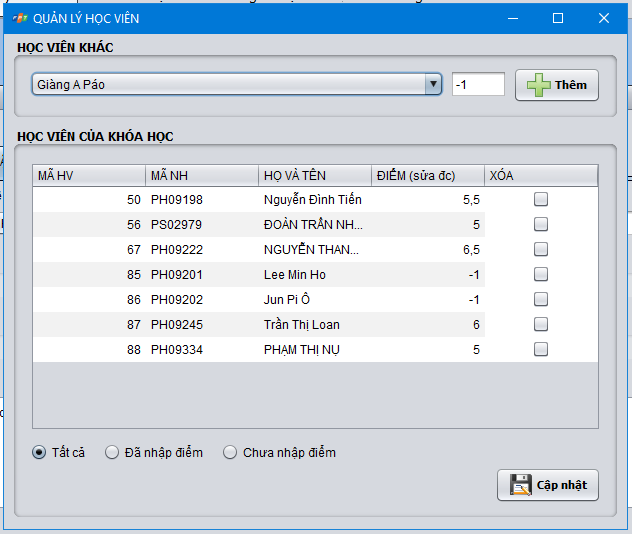 QUẢN LÝ HỌC VIÊN
HỌC VIÊN KHÁC
Giàng A Páo -1 Thêm
HỌC VIÊN CỦA KHÓA HỌC
MÃ HV MÃ NH HỌ VÀ TÊN ĐIỂM (sửa đc) XÓA
50 PH09198 Nguyễn Đình Tiến 5,5
56 PS02979 ĐOÀN TRẦN NH... 5
67 PH09222 NGUYỄN THAN... 6,5
85 PH09201 Lee Min Ho -1
86 PH09202 Jun Pi Ô -1
87 PH09245 Trần Thị Loan 6
88 PH09334 PHẠM THỊ NỤ 5
Tất cả Đã nhập điểm Chưa nhập điểm
Cập nhật